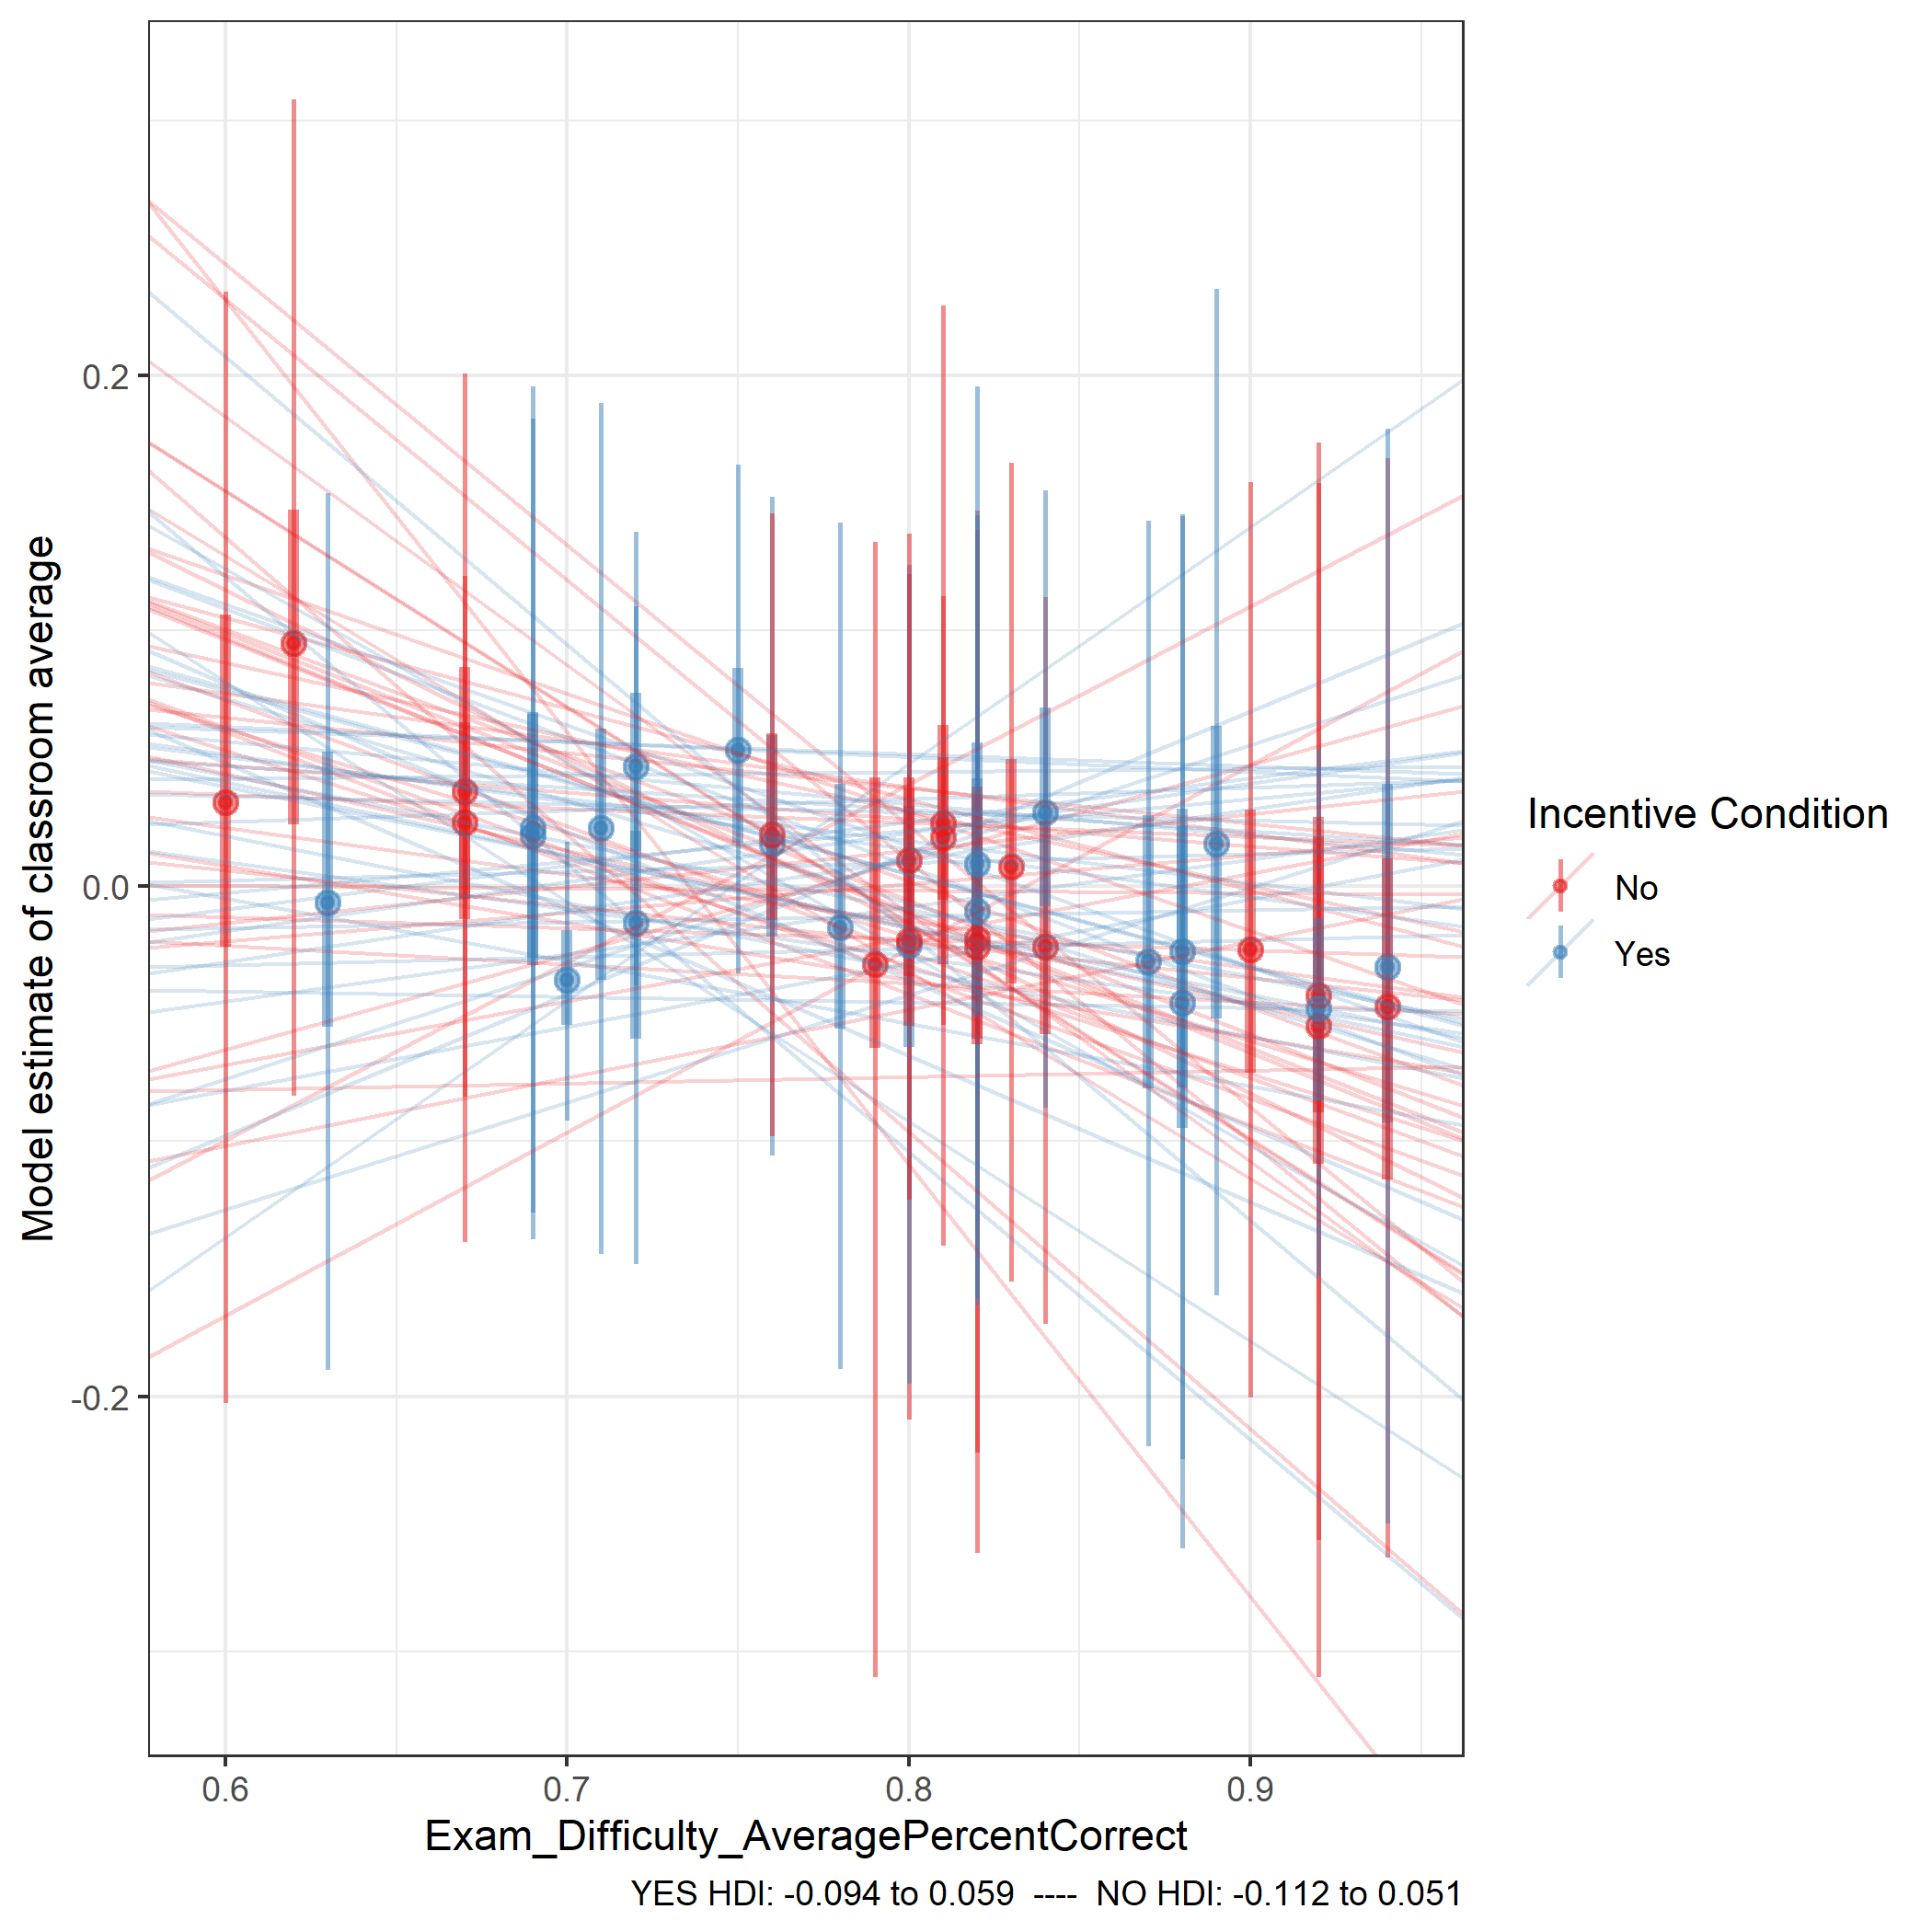 Model estimate of classroom average
0.2
0.0
-0.2
0.6 0.7 0.8 0.9
Exam_Difficulty_AveragePercentCorrect
YES HDI: -0.094 to 0.059 ---- NO HDI: -0.112 to 0.051
Incentive Condition
No
Yes